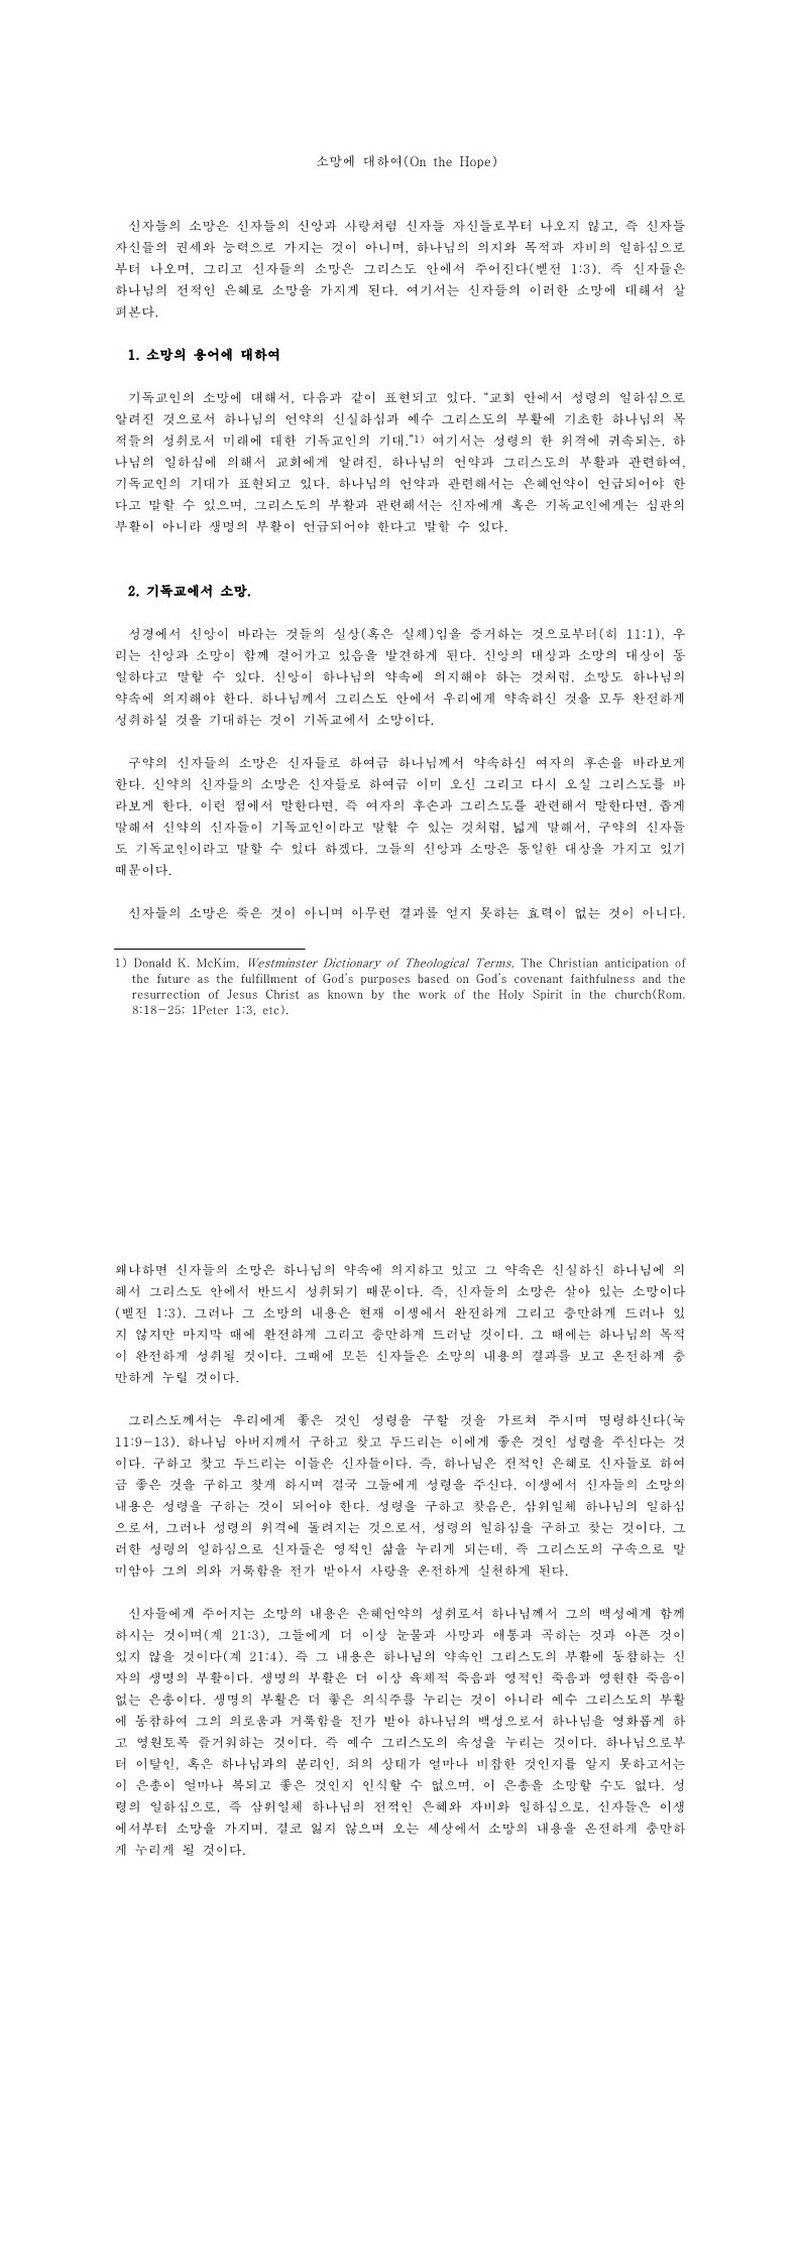 소망에 대하여(On the Hope)
신자들의 소망은 신자들의 신앙과 사랑처럼 신자들 자신들로부터 나오지 않고, 즉 신자들
자신들의 권세와 능력으로 가지는 것이 아니며, 하나님의 의지와 목적과 자비의 일하심으로
부터 나오며, 그리고 신자들의 소망은 그리스도 안에서 주어진다(벧전 1:3). 즉 신자들은
하나님의 전적인 은혜로 소망을 가지게 된다. 여기서는 신자들의 이러한 소망에 대해서 살
펴본다.
1. 소망의 용어에 대하여
기독교인의 소망에 대해서, 다음과 같이 표현되고 있다. “교회 안에서 성령의 일하심으로
알려진 것으로서 하나님의 언약의 신실하심과 예수 그리스도의 부활에 기초한 하나님의 목
적들의 성취로서 미래에 대한 기독교인의 기대.”1) 여기서는 성령의 한 위격에 귀속되는, 하
나님의 일하심에 의해서 교회에게 알려진, 하나님의 언약과 그리스도의 부활과 관련하여,
기독교인의 기대가 표현되고 있다. 하나님의 언약과 관련해서는 은혜언약이 언급되어야 한
다고 말할 수 있으며, 그리스도의 부활과 관련해서는 신자에게 혹은 기독교인에게는 심판의
부활이 아니라 생명의 부활이 언급되어야 한다고 말할 수 있다.
2. 기독교에서 소망.
성경에서 신앙이 바라는 것들의 실상(혹은 실체)임을 증거하는 것으로부터(히 11:1), 우
리는 신앙과 소망이 함께 걸어가고 있음을 발견하게 된다. 신앙의 대상과 소망의 대상이 동
일하다고 말할 수 있다. 신앙이 하나님의 약속에 의지해야 하는 것처럼, 소망도 하나님의
약속에 의지해야 한다. 하나님께서 그리스도 안에서 우리에게 약속하신 것을 모두 완전하게
성취하실 것을 기대하는 것이 기독교에서 소망이다.
구약의 신자들의 소망은 신자들로 하여금 하나님께서 약속하신 여자의 후손을 바라보게
한다. 신약의 신자들의 소망은 신자들로 하여금 이미 오신 그리고 다시 오실 그리스도를 바
라보게 한다. 이런 점에서 말한다면, 즉 여자의 후손과 그리스도를 관련해서 말한다면, 좁게
말해서 신약의 신자들이 기독교인이라고 말할 수 있는 것처럼, 넓게 말해서, 구약의 신자들
도 기독교인이라고 말할 수 있다 하겠다. 그들의 신앙과 소망은 동일한 대상을 가지고 있기
때문이다.
신자들의 소망은 죽은 것이 아니며 아무런 결과를 얻지 못하는 효력이 없는 것이 아니다.
1) Donald K. McKim, Westminster Dictionary of Theological Terms, The Christian anticipation of
the future as the fulfillment of God's purposes based on God's covenant faithfulness and the
resurrection of Jesus Christ as known by the work of the Holy Spirit in the church(Rom.
8:18-25; 1Peter 1:3, etc).
왜냐하면 신자들의 소망은 하나님의 약속에 의지하고 있고 그 약속은 신실하신 하나님에 의
해서 그리스도 안에서 반드시 성취되기 때문이다. 즉, 신자들의 소망은 살아 있는 소망이다
(벧전 1:3). 그러나 그 소망의 내용은 현재 이생에서 완전하게 그리고 충만하게 드러나 있
지 않지만 마지막 때에 완전하게 그리고 충만하게 드러날 것이다. 그 때에는 하나님의 목적
이 완전하게 성취될 것이다. 그때에 모든 신자들은 소망의 내용의 결과를 보고 온전하게 충
만하게 누릴 것이다.
그리스도께서는 우리에게 좋은 것인 성령을 구할 것을 가르쳐 주시며 명령하신다(눅
11:9-13). 하나님 아버지께서 구하고 찾고 두드리는 이에게 좋은 것인 성령을 주신다는 것
이다. 구하고 찾고 두드리는 이들은 신자들이다. 즉, 하나님은 전적인 은혜로 신자들로 하여
금 좋은 것을 구하고 찾게 하시며 결국 그들에게 성령을 주신다. 이생에서 신자들의 소망의
내용은 성령을 구하는 것이 되어야 한다. 성령을 구하고 찾음은, 삼위일체 하나님의 일하심
으로서, 그러나 성령의 위격에 돌려지는 것으로서, 성령의 일하심을 구하고 찾는 것이다. 그
러한 성령의 일하심으로 신자들은 영적인 삶을 누리게 되는데, 즉 그리스도의 구속으로 말
미암아 그의 의와 거룩함을 전가 받아서 사랑을 온전하게 실천하게 된다.
신자들에게 주어지는 소망의 내용은 은혜언약의 성취로서 하나님께서 그의 백성에게 함께
하시는 것이며(계 21:3), 그들에게 더 이상 눈물과 사망과 애통과 곡하는 것과 아픈 것이
있지 않을 것이다(계 21:4). 즉 그 내용은 하나님의 약속인 그리스도의 부활에 동참하는 신
자의 생명의 부활이다. 생명의 부활은 더 이상 육체적 죽음과 영적인 죽음과 영원한 죽음이
없는 은총이다. 생명의 부활은 더 좋은 의식주를 누리는 것이 아니라 예수 그리스도의 부활
에 동참하여 그의 의로움과 거룩함을 전가 받아 하나님의 백성으로서 하나님을 영화롭게 하
고 영원토록 즐거워하는 것이다. 즉 예수 그리스도의 속성을 누리는 것이다. 하나님으로부
터 이탈인, 혹은 하나님과의 분리인, 죄의 상태가 얼마나 비참한 것인지를 알지 못하고서는
이 은총이 얼마나 복되고 좋은 것인지 인식할 수 없으며, 이 은총을 소망할 수도 없다. 성
령의 일하심으로, 즉 삼위일체 하나님의 전적인 은혜와 자비와 일하심으로, 신자들은 이생
에서부터 소망을 가지며, 결코 잃지 않으며 오는 세상에서 소망의 내용을 온전하게 충만하
게 누리게 될 것이다.